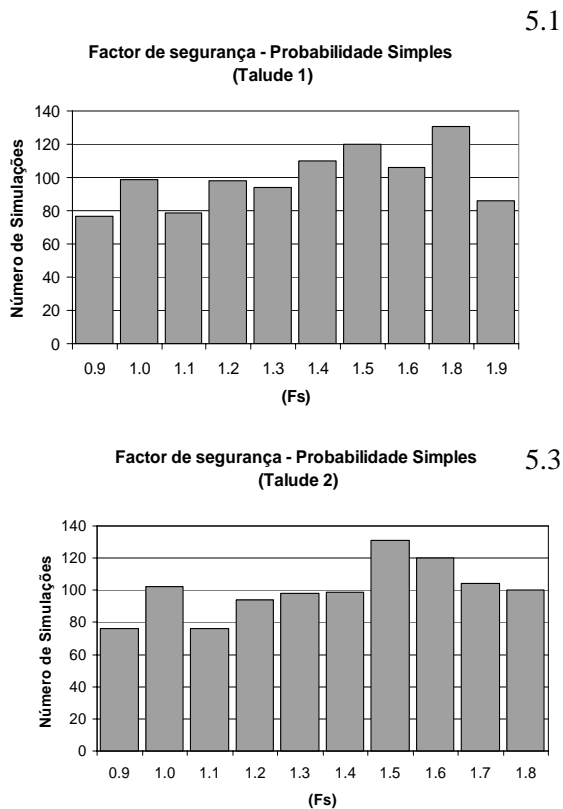 5.1
Factor de segurança - Probabilidade Simples
(Talude 1)
140
120
100
80
60
40
20
0
Número de Simulações
0.9 1.0 1.1 1.2 1.3 1.4 1.5 1.6 1.8 1.9
(Fs)
Factor de segurança - Probabilidade Simples
(Talude 2)
5.3
140
120
100
80
60
40
20
0
Número de Simulações
0.9 1.0 1.1 1.2 1.3 1.4 1.5 1.6 1.7 1.8
(Fs)